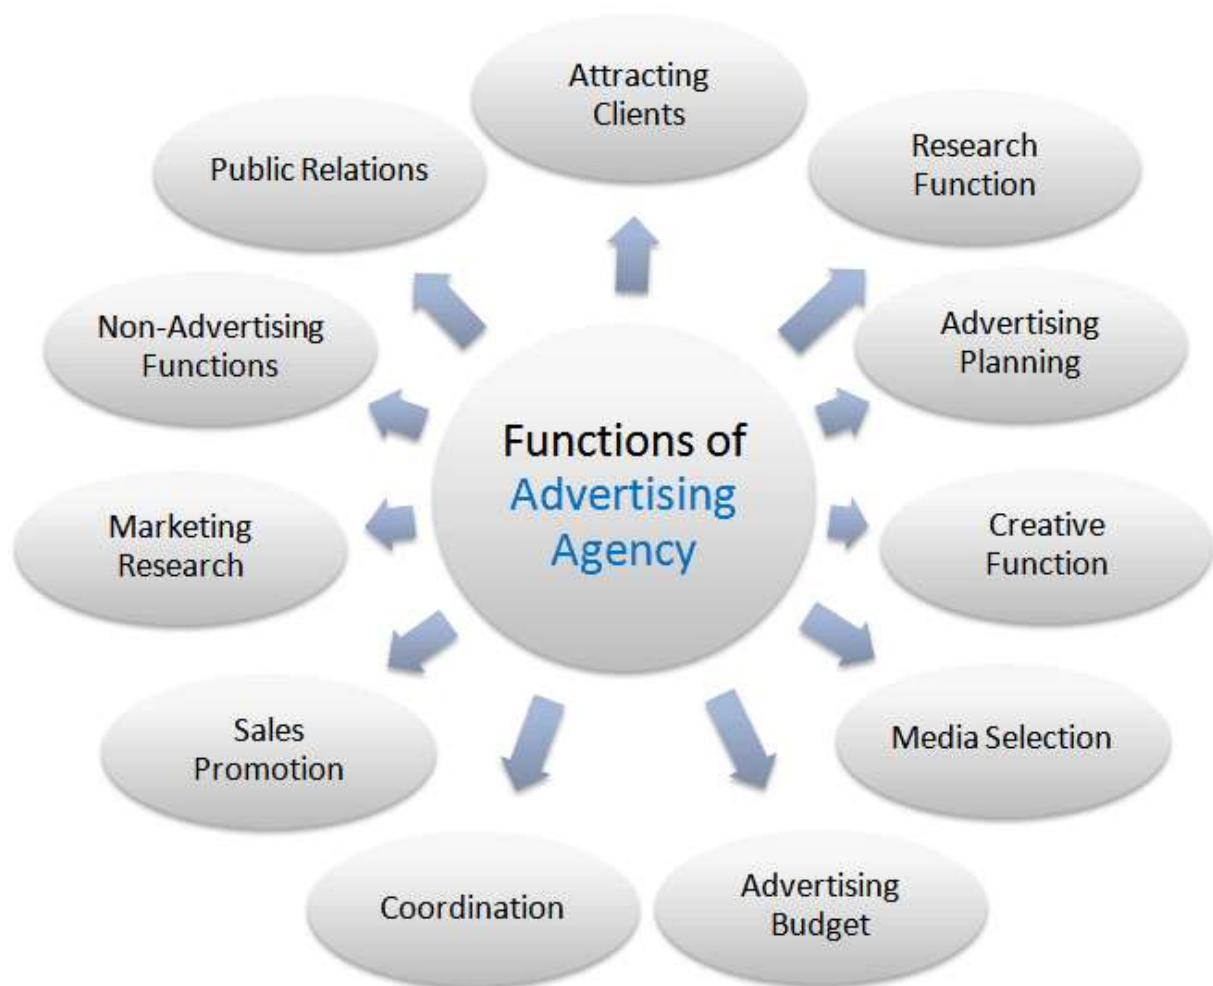 Attracting
Clients
Research
Function
Advertising
Planning
Creative
Function
Media Selection
Advertising
Budget
Coordination
Sales
Promotion
Marketing
Research
Non-Advertising
Functions
Public Relations
Functions of
Advertising
Agency